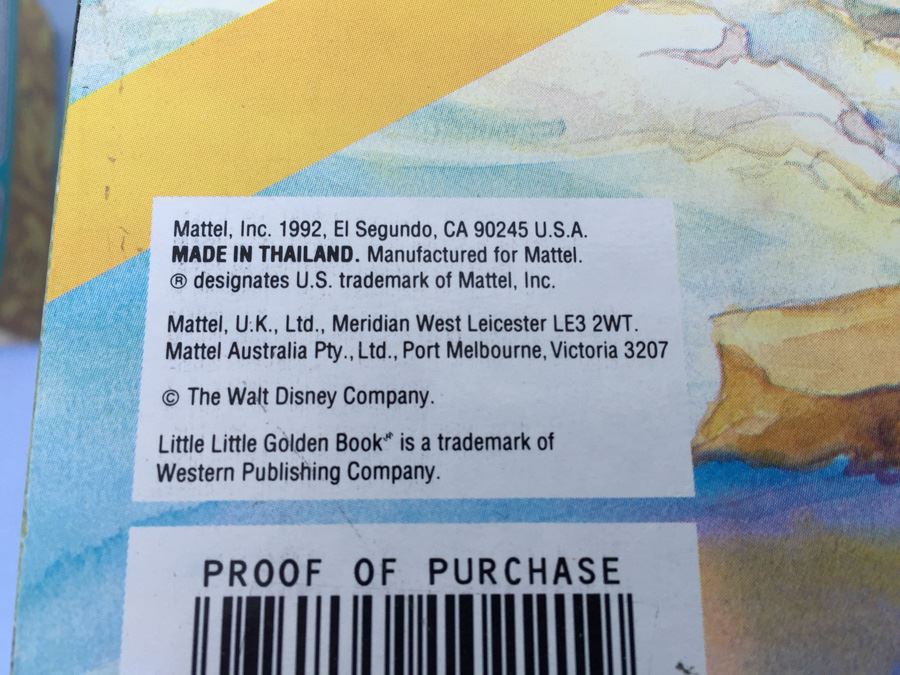 Mattel, Inc. 1992, El Segundo, CA 90245 U.S.A.
MADE IN THAILAND. Manufactured for Mattel.
® designates U.S. trademark of Mattel, Inc.
Mattel, U.K., Ltd., Meridian West Leicester LE3 2WT.
Mattel Australia Pty., Ltd., Port Melbourne, Victoria 3207
© The Walt Disney Company.
Little Little Golden Book® is a trademark of
Western Publishing Company.
PROOF OF PURCHASE